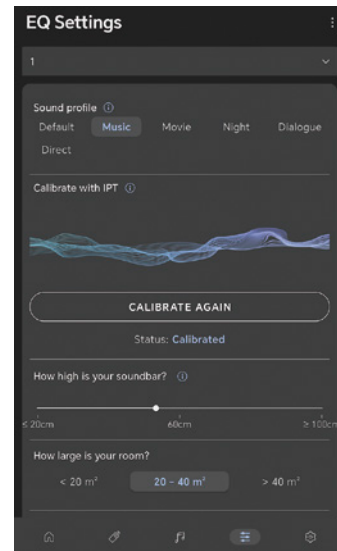 EQ Settings
1
Sound profile
Default Music Movie Night Dialogue
Direct
Calibrate with IPT
CALIBRATE AGAIN
Status: Calibrated
How high is your soundbar?
≤ 20cm 60cm ≥ 100cm
How large is your room?
< 20 m² 20 - 40 m² > 40 m²